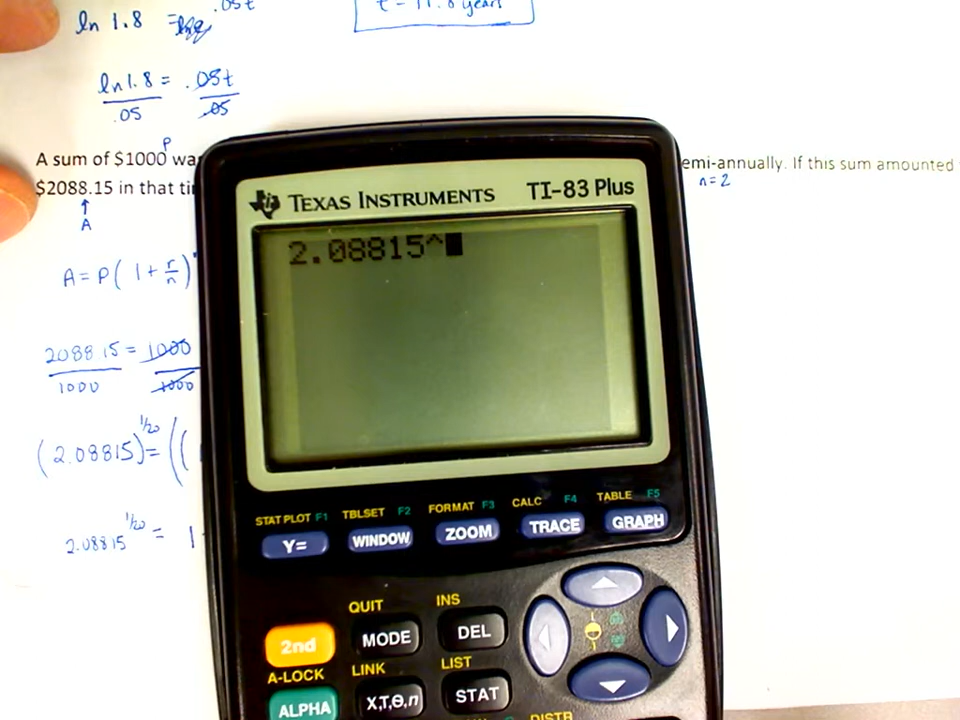 .05t
ln 1.8 =
t = 11.8 years
ln 1.8 = .05t
.05 .05
P
A sum of $1000 was
emi-annually. If this sum amounted
n=2
$2088.15 in that ti
↑
A
A = P( 1 + r/n )
2088.15 = 1000
1000 1000
(2.08815)^1/20 = ((
2.08815^1/20 = 1
TEXAS INSTRUMENTS TI-83 Plus
2.08815^
STAT PLOT F1 TBLSET F2 FORMAT F3 CALC F4 TABLE F5
Y= WINDOW ZOOM TRACE GRAPH
QUIT INS
2nd MODE DEL
A-LOCK LINK LIST
ALPHA X,T,θ,n STAT
DISTR